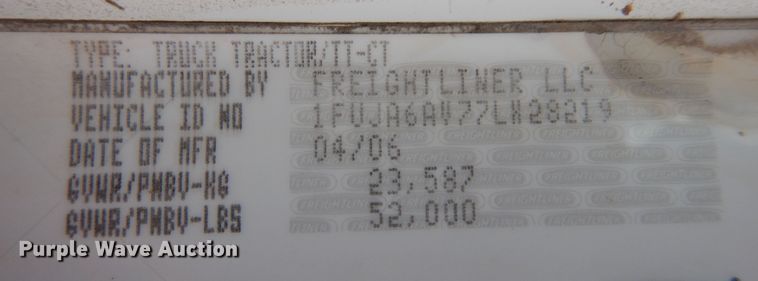 TYPE: TRUCK TRACTOR/TT-CT
MANUFACTURED BY FREIGHTLINER LLC
VEHICLE ID NO 1FUJA6AV77LW28219
DATE OF MFR 04/06
GVWR/PNBV-KG 23,587
GVWR/PNBV-LBS 52,000
Purple Wave Auction